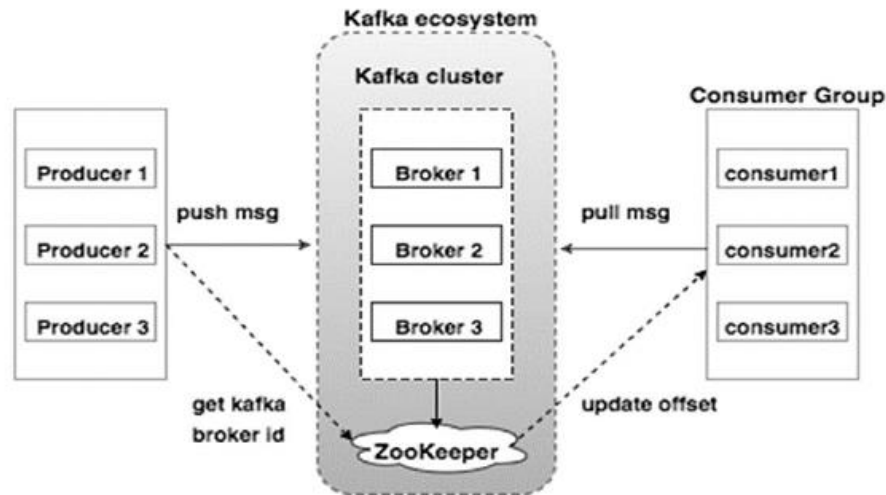 Kafka ecosystem
Kafka cluster
Consumer Group
Producer 1
Broker 1
consumer1
push msg
pull msg
Producer 2
Broker 2
consumer2
Producer 3
Broker 3
consumer3
get kafka
broker id
update offset
ZooKeeper